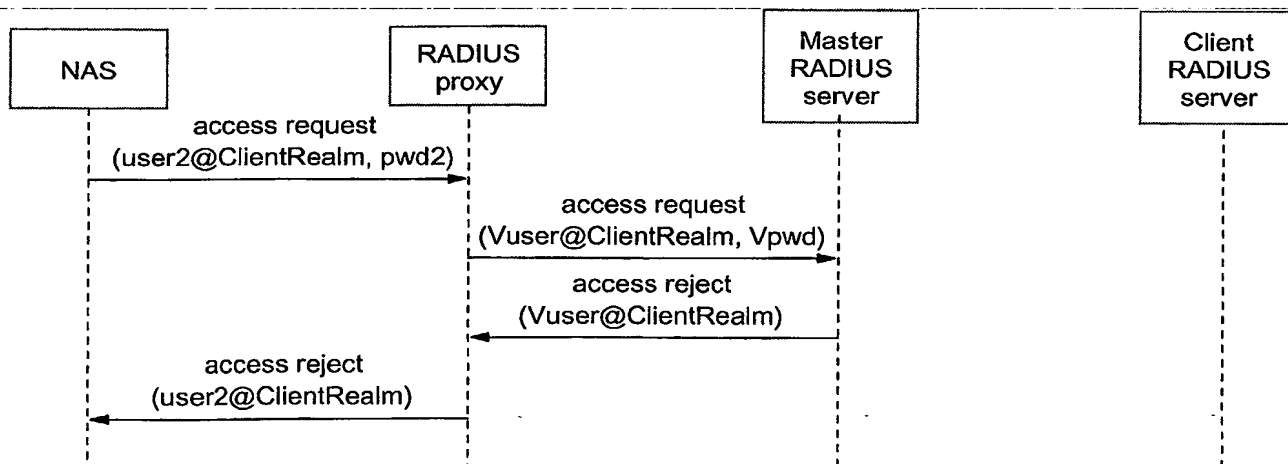 NAS
RADIUS
proxy
Master
RADIUS
server
Client
RADIUS
server
access request
(user2@ClientRealm, pwd2)
access request
(Vuser@ClientRealm, Vpwd)
access reject
(Vuser@ClientRealm)
access reject
(user2@ClientRealm)